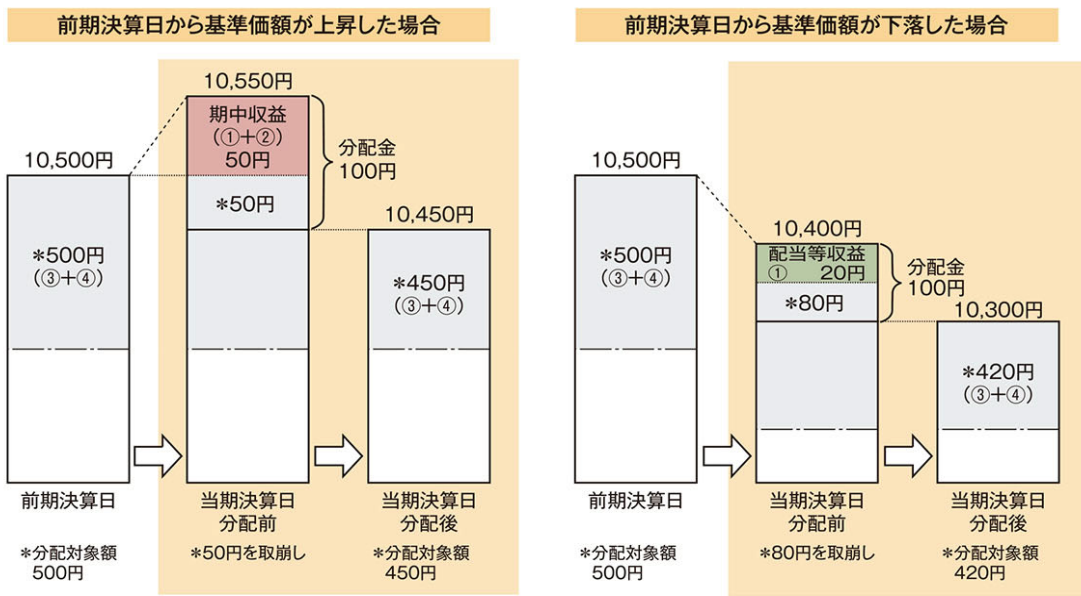 前期決算日から基準価額が上昇した場合
10,550円
期中収益
(①+②)
50円
分配金
100円
10,500円
*50円
10,450円
*500円
(③+④)
*450円
(③+④)
前期決算日
当期決算日
分配前
当期決算日
分配後
*分配対象額
500円
*50円を取崩し
*分配対象額
450円
前期決算日から基準価額が下落した場合
10,500円
10,400円
配当等収益
① 20円
分配金
100円
*500円
(③+④)
*80円
10,300円
*420円
(③+④)
前期決算日
当期決算日
分配前
当期決算日
分配後
*分配対象額
500円
*80円を取崩し
*分配対象額
420円